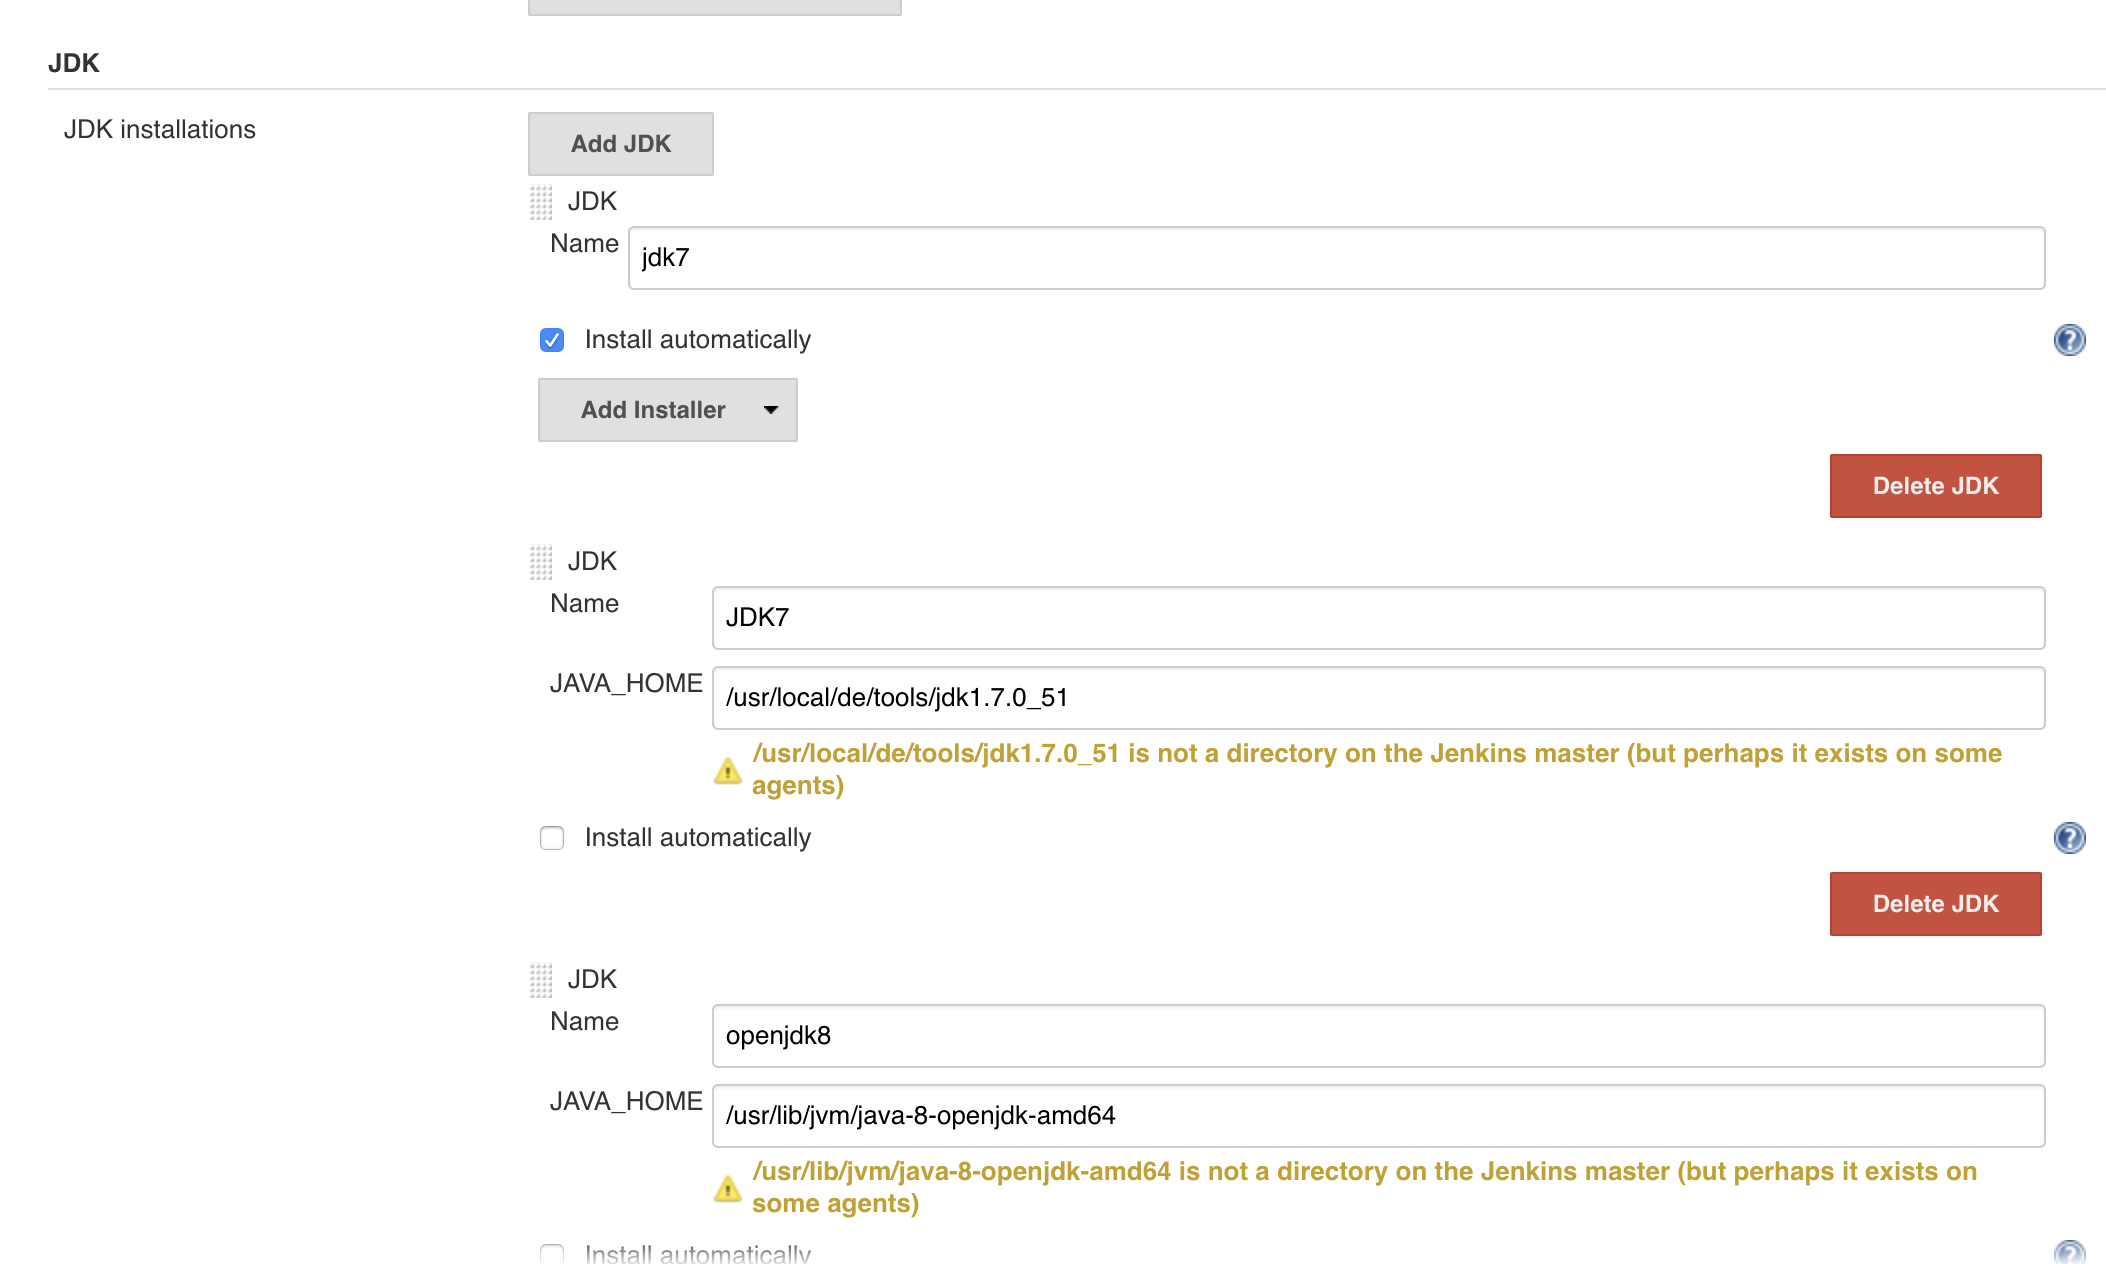 JDK
JDK installations
Add JDK
JDK
Name
jdk7
Install automatically
Add Installer
Delete JDK
JDK
Name
JDK7
JAVA_HOME
/usr/local/de/tools/jdk1.7.0_51
/usr/local/de/tools/jdk1.7.0_51 is not a directory on the Jenkins master (but perhaps it exists on some
agents)
Install automatically
Delete JDK
JDK
Name
openjdk8
JAVA_HOME
/usr/lib/jvm/java-8-openjdk-amd64
/usr/lib/jvm/java-8-openjdk-amd64 is not a directory on the Jenkins master (but perhaps it exists on
some agents)
Install automatically